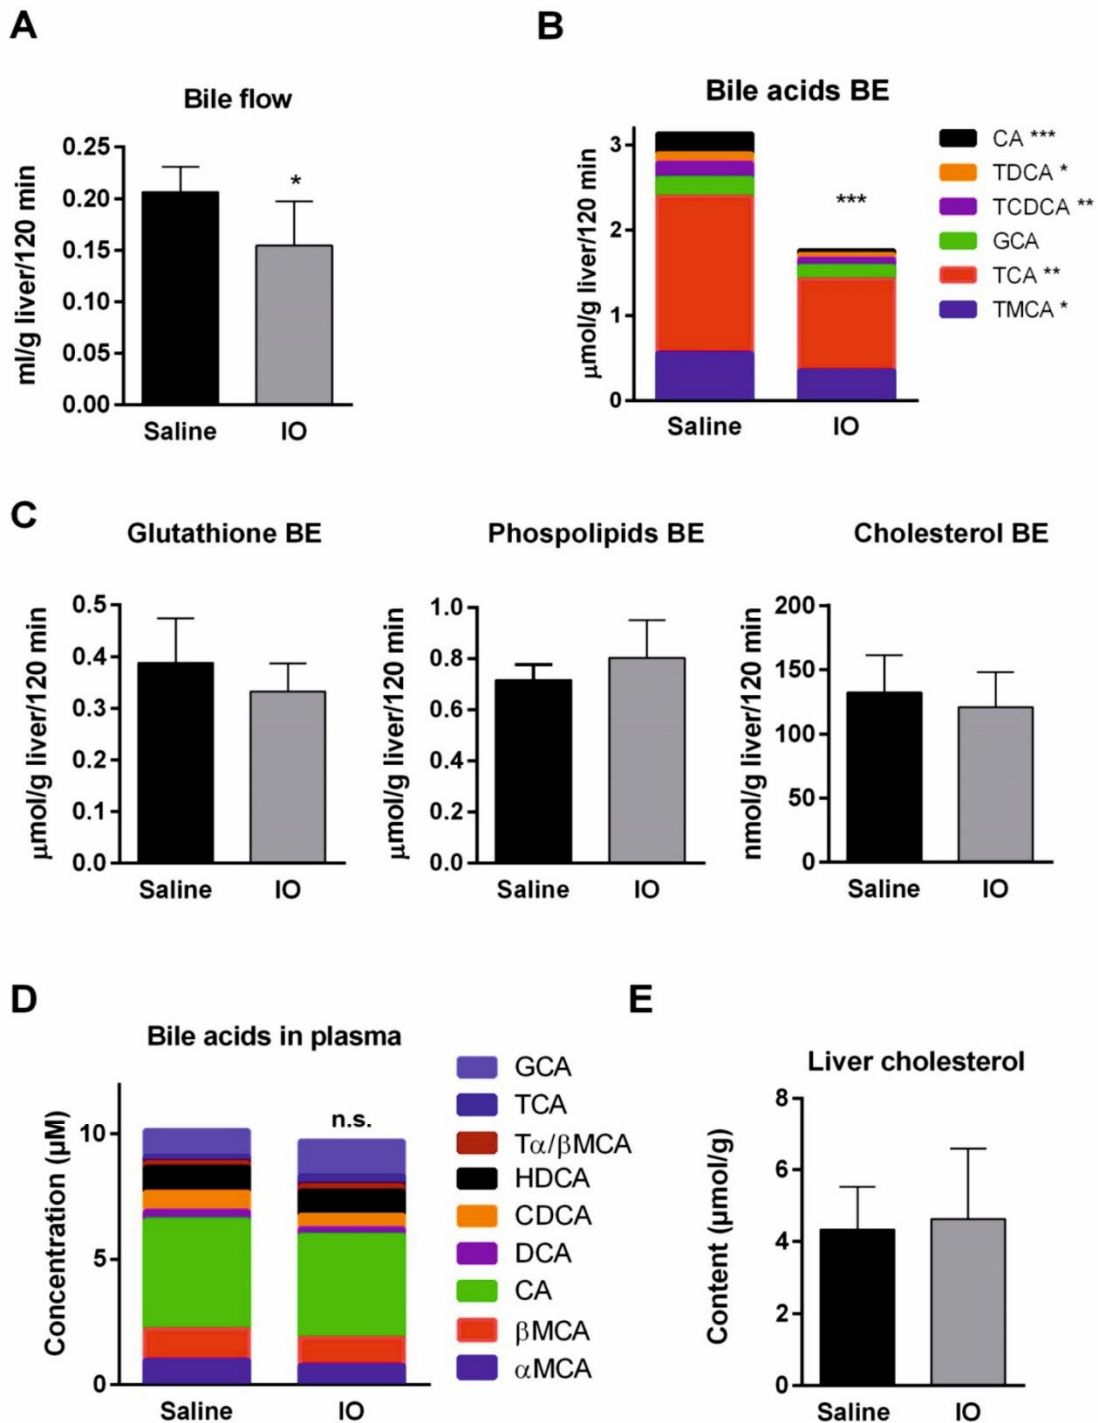 A
Bile flow
ml/g liver/120 min
0.25
0.20
0.15
0.10
0.05
0.00
*
Saline
IO
B
Bile acids BE
μmol/g liver/120 min
3
2
1
0
***
Saline
IO
CA ***
TDCA *
TCDCA **
GCA
TCA **
TMCA *
C
Glutathione BE
μmol/g liver/120 min
0.5
0.4
0.3
0.2
0.1
0.0
Saline
IO
Phospolipids BE
μmol/g liver/120 min
1.0
0.8
0.6
0.4
0.2
0.0
Saline
IO
Cholesterol BE
nmol/g liver/120 min
200
150
100
50
0
Saline
IO
D
Bile acids in plasma
Concentration (μM)
10
5
0
n.s.
Saline
IO
GCA
TCA
Tα/βMCA
HDCA
CDCA
DCA
CA
βMCA
αMCA
E
Liver cholesterol
Content (μmol/g)
8
6
4
2
0
Saline
IO